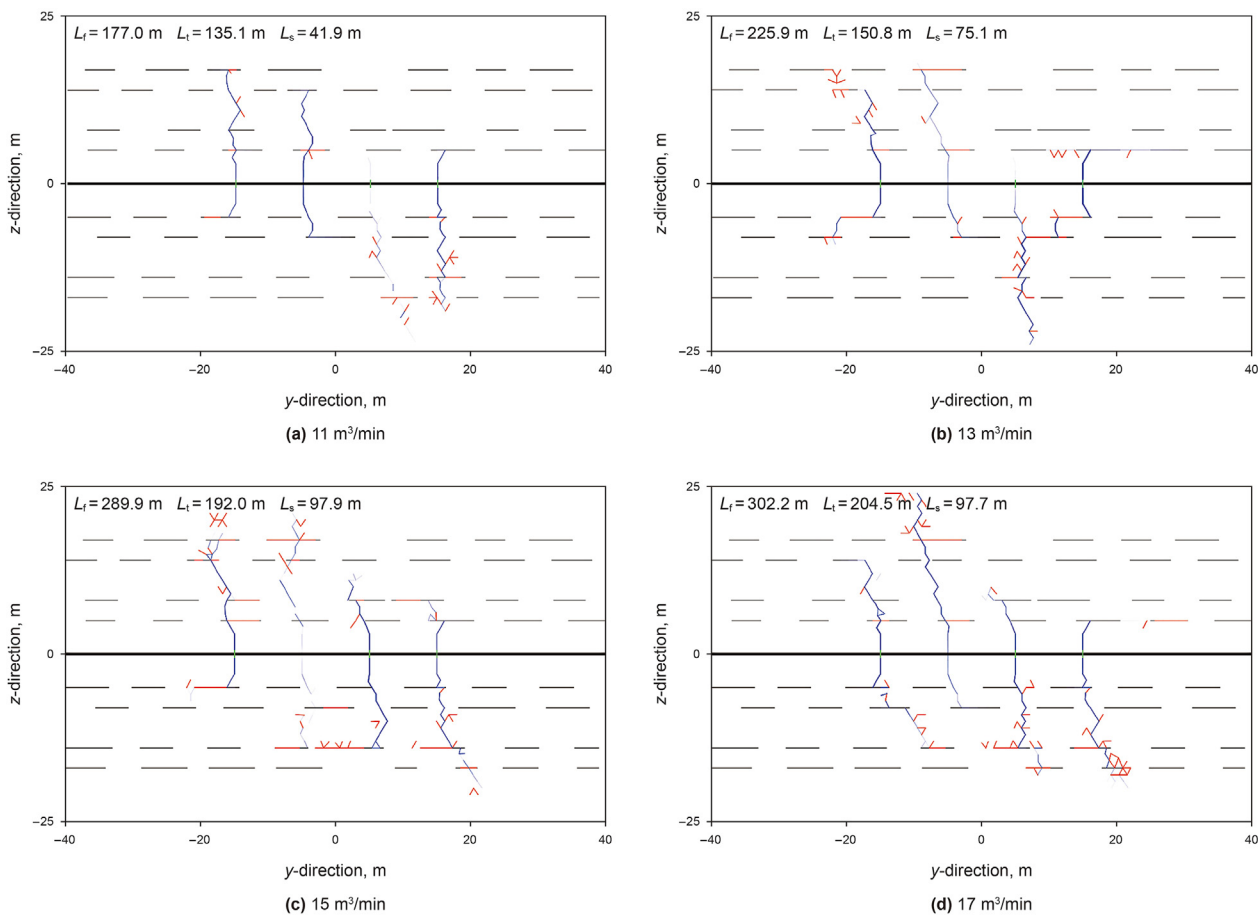 25
L_f = 177.0 m L_t = 135.1 m L_s = 41.9 m
z-direction, m
0
−25
−40 −20 0 20 40
y-direction, m
(a) 11 m³/min
25
L_f = 225.9 m L_t = 150.8 m L_s = 75.1 m
z-direction, m
0
−25
−40 −20 0 20 40
y-direction, m
(b) 13 m³/min
25
L_f = 289.9 m L_t = 192.0 m L_s = 97.9 m
z-direction, m
0
−25
−40 −20 0 20 40
y-direction, m
(c) 15 m³/min
25
L_f = 302.2 m L_t = 204.5 m L_s = 97.7 m
z-direction, m
0
−25
−40 −20 0 20 40
y-direction, m
(d) 17 m³/min